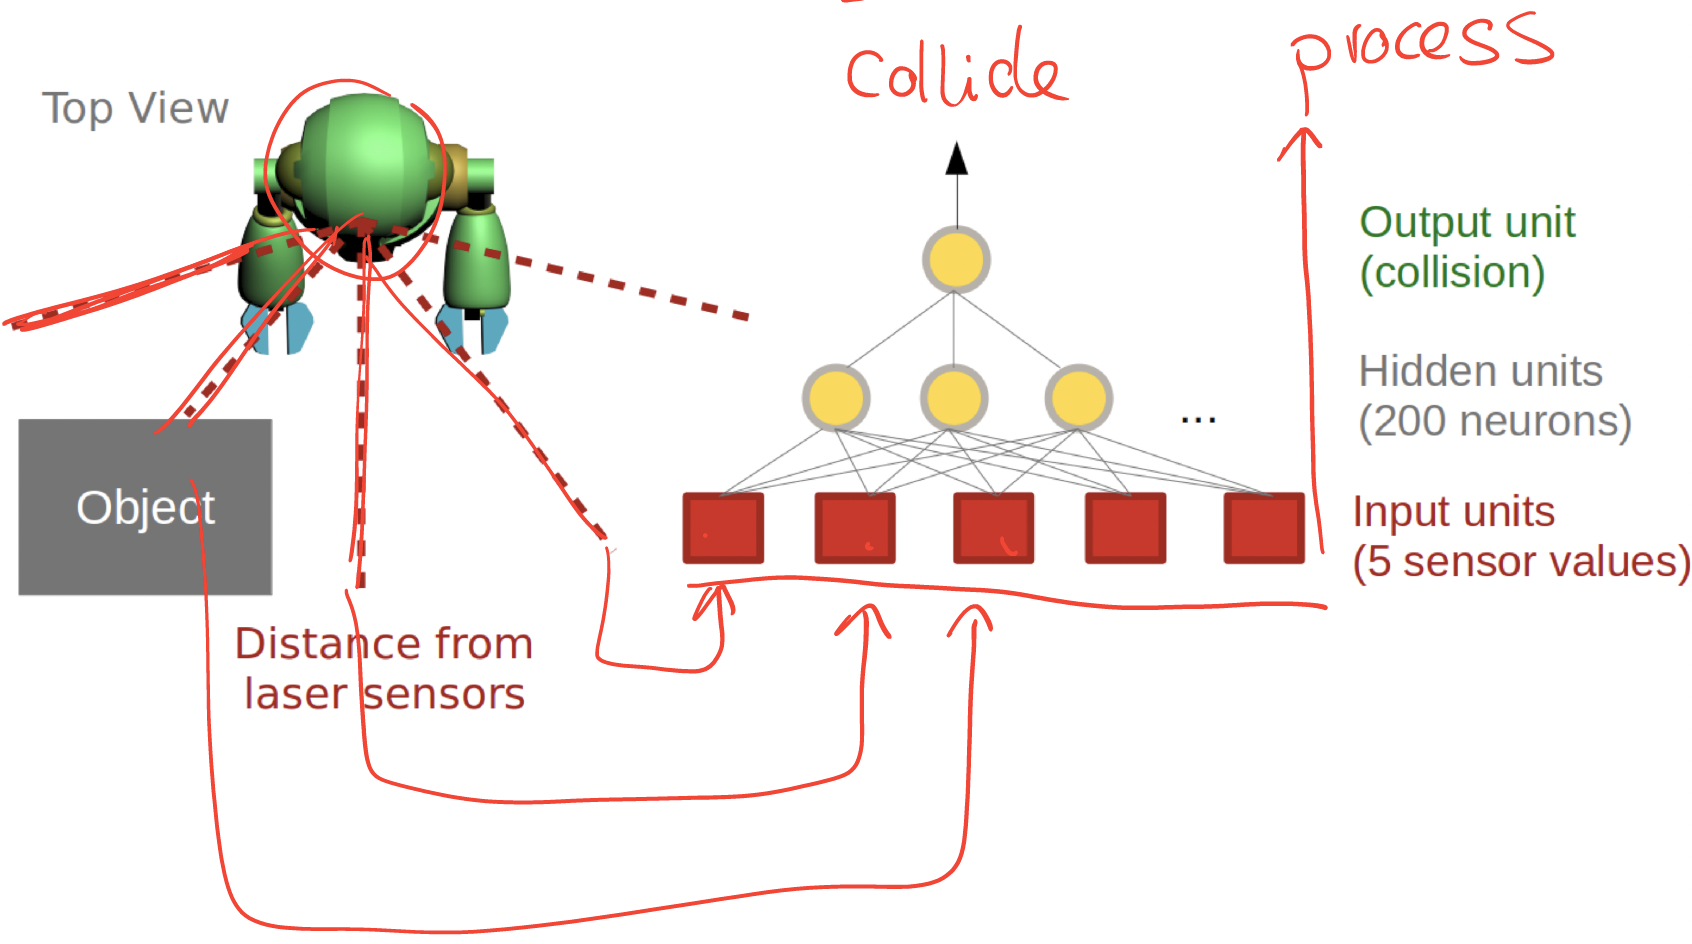 Collide
process
Top View
Output unit
(collision)
Hidden units
(200 neurons)
...
Object
Input units
(5 sensor values)
Distance from
laser sensors